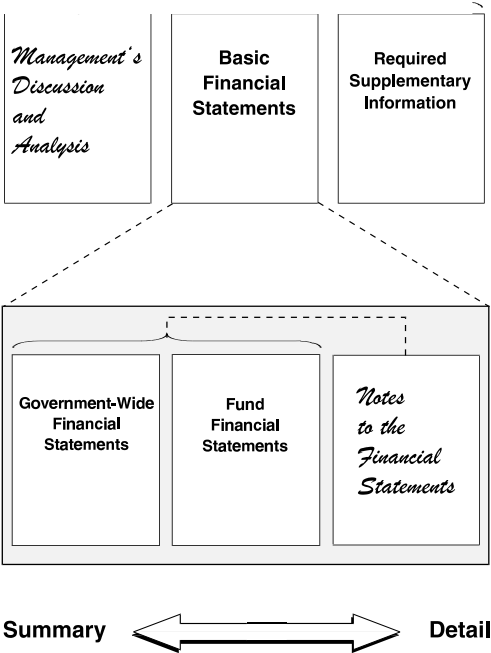 Management's
Discussion
and
Analysis
Basic
Financial
Statements
Required
Supplementary
Information
Government-Wide
Financial
Statements
Fund
Financial
Statements
Notes
to the
Financial
Statements
Summary
Detail